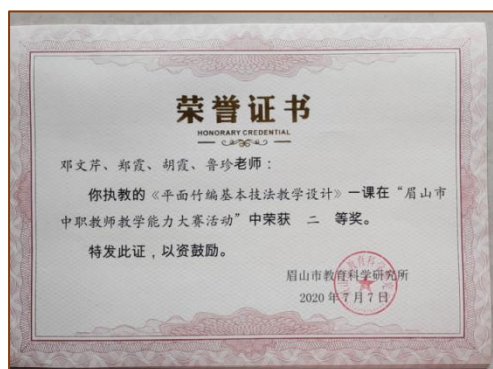 荣誉证书
HONORARY CREDENTIAL
邓文芹、郑霞、胡霞、鲁珍老师：
你执教的《平面竹编基本技法教学设计》一课在“眉山市
中职教师教学能力大赛活动”中荣获 二 等奖。
特发此证，以资鼓励。
眉山市教育科学研究所
2020年7月7日